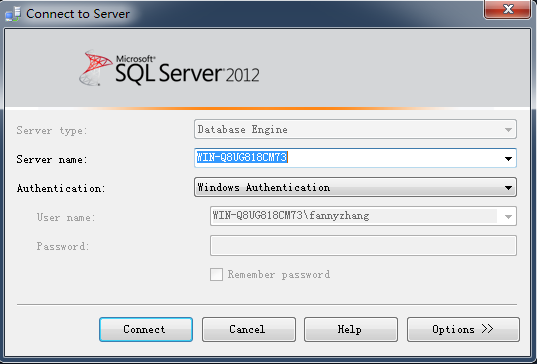 Connect to Server
Microsoft
SQL Server 2012
Server type:
Database Engine
Server name:
WIN-Q8UG818CM73
Authentication:
Windows Authentication
User name:
WIN-Q8UG818CM73\fannyzhang
Password:
Remember password
Connect
Cancel
Help
Options >>